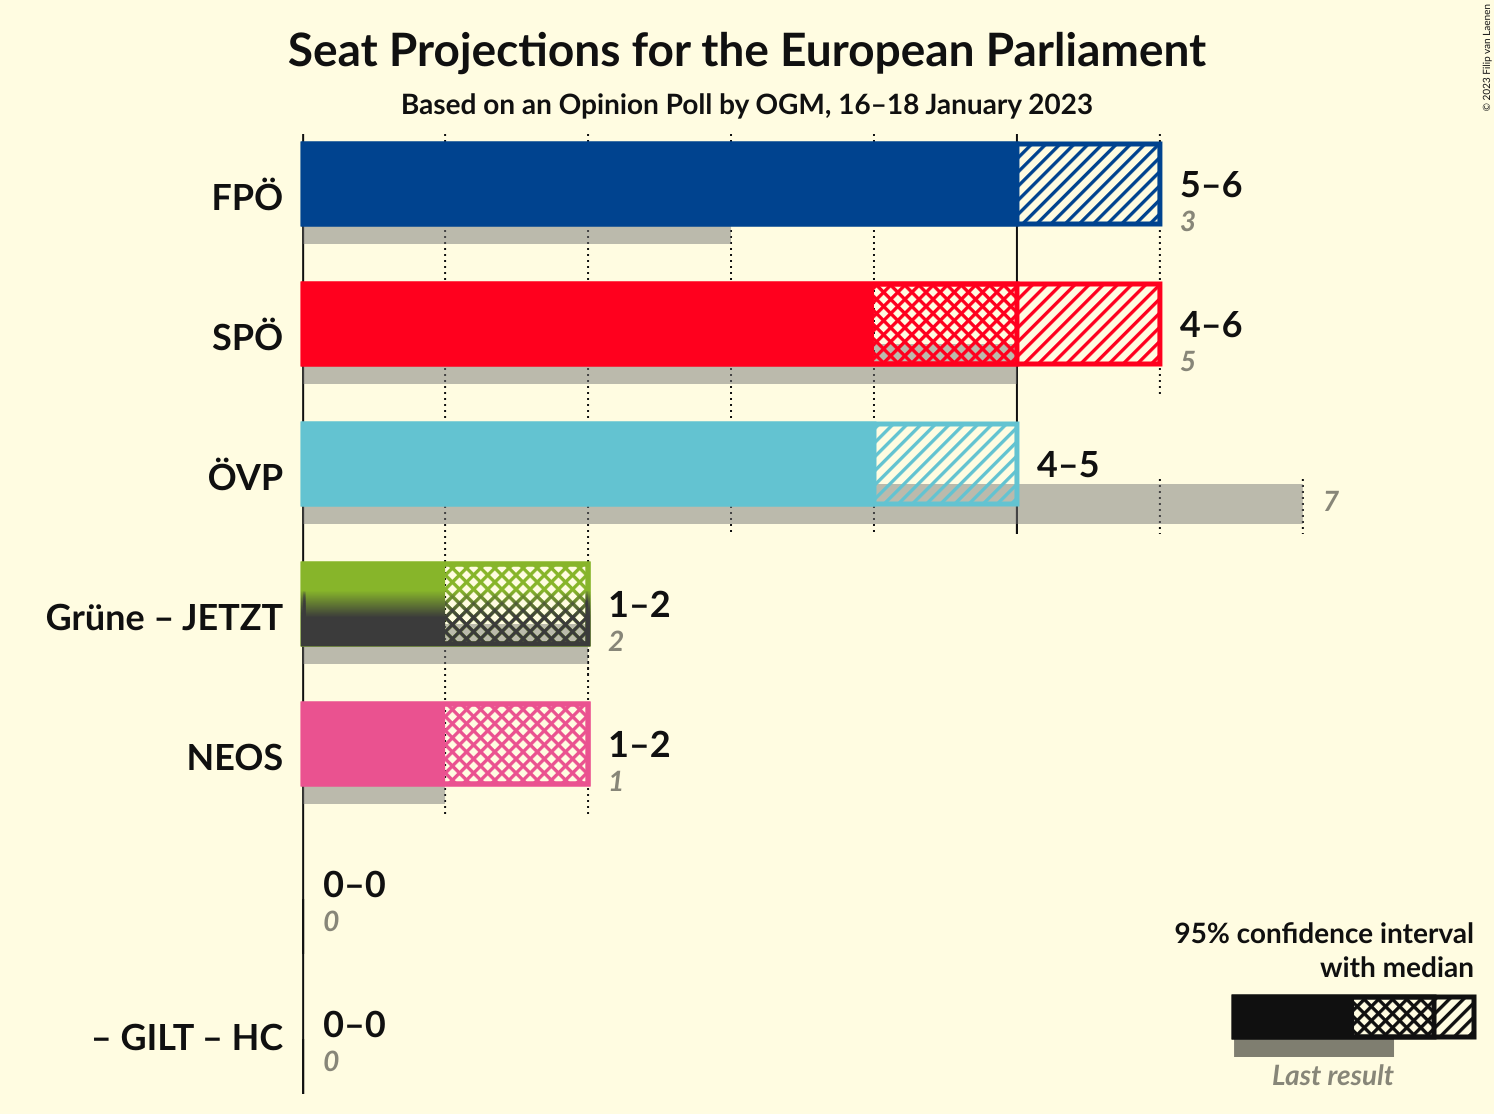 Seat Projections for the European Parliament
Based on an Opinion Poll by OGM, 16–18 January 2023
© 2023 Filip van Laenen
FPÖ
5–6
3
SPÖ
4–6
5
ÖVP
4–5
7
Grüne – JETZT
1–2
2
NEOS
1–2
1
0–0
0
– GILT – HC
0–0
0
95% confidence interval
with median
Last result